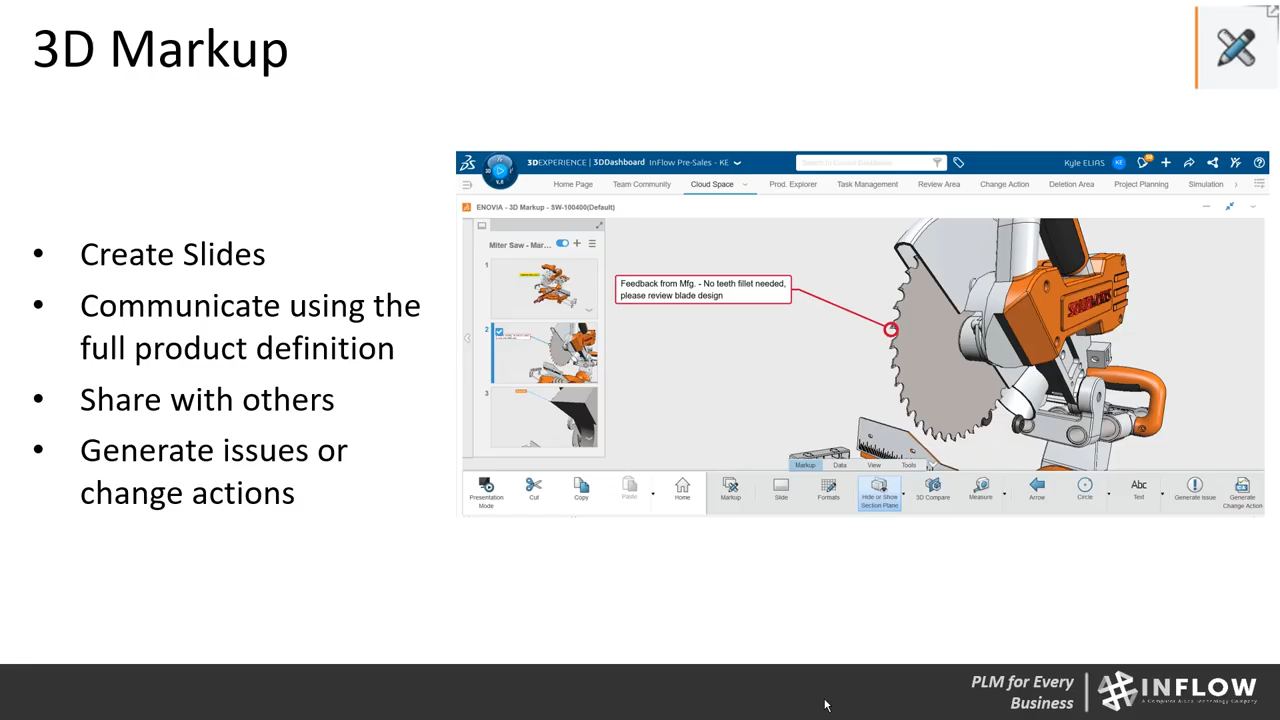 3D Markup
• Create Slides
• Communicate using the
full product definition
• Share with others
• Generate issues or
change actions
3DEXPERIENCE | 3DDashboard InFlow Pre-Sales - KE
Kyle ELIAS KE
Home Page Team Community Cloud Space Prod. Explorer Task Management Review Area Change Action Deletion Area Project Planning Simulation
ENOVIA - 3D Markup - SW-100400(Default)
Miter Saw - Mar...
1
2
3
Feedback from Mfg. - No teeth fillet needed,
please review blade design
Markup Data View Tools
Presentation
Mode
Cut
Copy
Paste
Home
Markup
Slide
Formats
Hide or Show
Section Plane
3D Compare
Measure
Arrow
Circle
Abc
Text
Generate Issue
Generate
Change Action
PLM for Every
Business
INFLOW